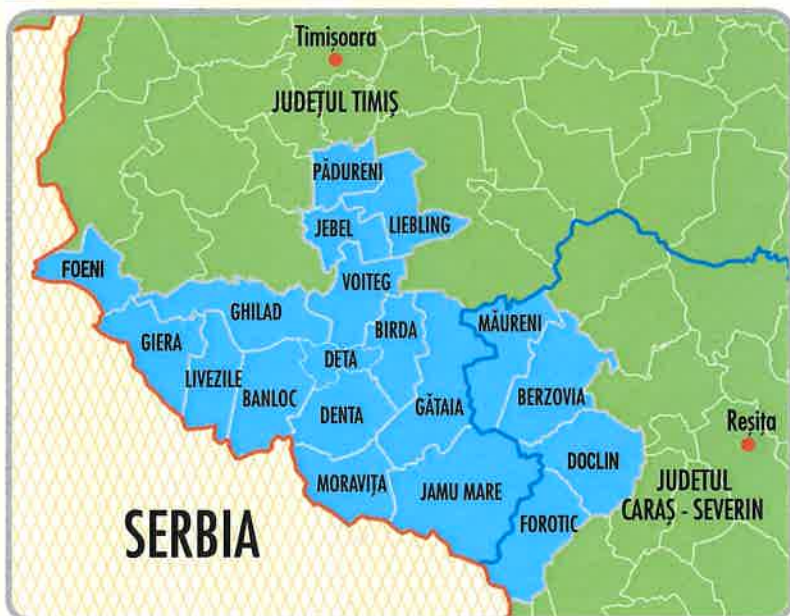 Timișoara
JUDEȚUL TIMIȘ
PĂDURENI
JEBEL
LIEBLING
FOENI
VOITEG
GHILAD
BIRDA
MĂURENI
GIERA
DETA
LIVEZILE
BANLOC
BERZOVIA
DENTA
GĂTAIA
Reșița
DOCLIN
MORAVIȚA
JAMU MARE
JUDETUL
CARAȘ - SEVERIN
FOROTIC
SERBIA